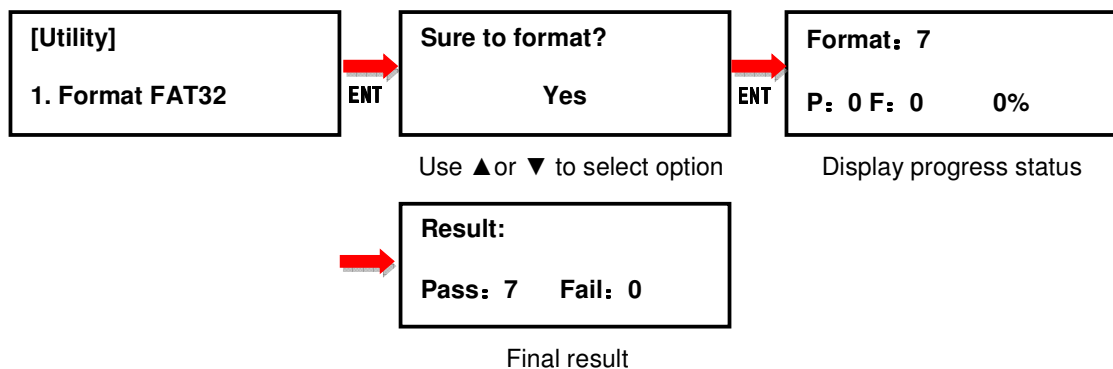 [Utility]
1. Format FAT32
ENT
Sure to format?
Yes
Use ▲or ▼ to select option
ENT
Format：7
P：0 F：0 0%
Display progress status
Result:
Pass：7 Fail：0
Final result